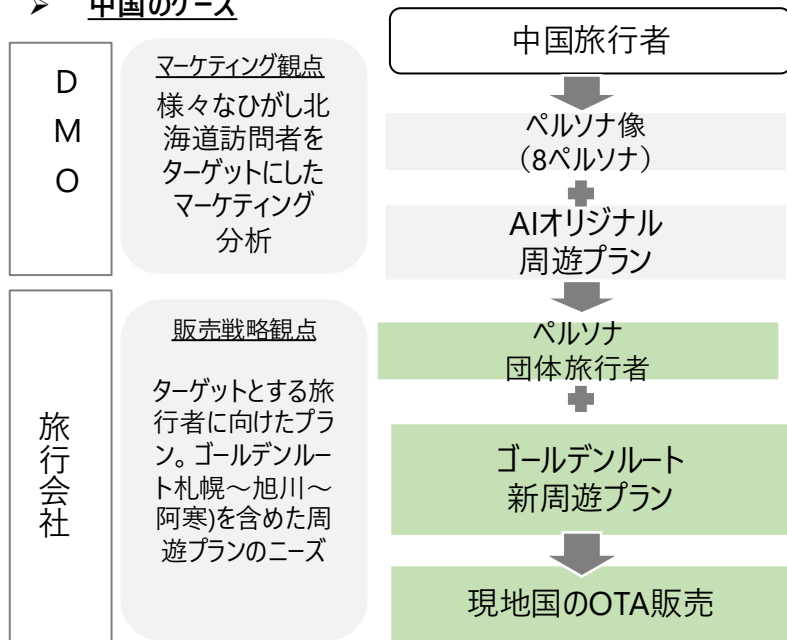 ➢ 中国のケース
DMO
マーケティング観点
様々なひがし北
海道訪問者を
ターゲットにした
マーケティング
分析
中国旅行者
ペルソナ像
（8ペルソナ）
AIオリジナル
周遊プラン
旅行会社
販売戦略観点
ターゲットとする旅
行者に向けたプラ
ン。ゴールデンルー
ト札幌～旭川～
阿寒)を含めた周
遊プランのニーズ
ペルソナ
団体旅行者
ゴールデンルート
新周遊プラン
現地国のOTA販売